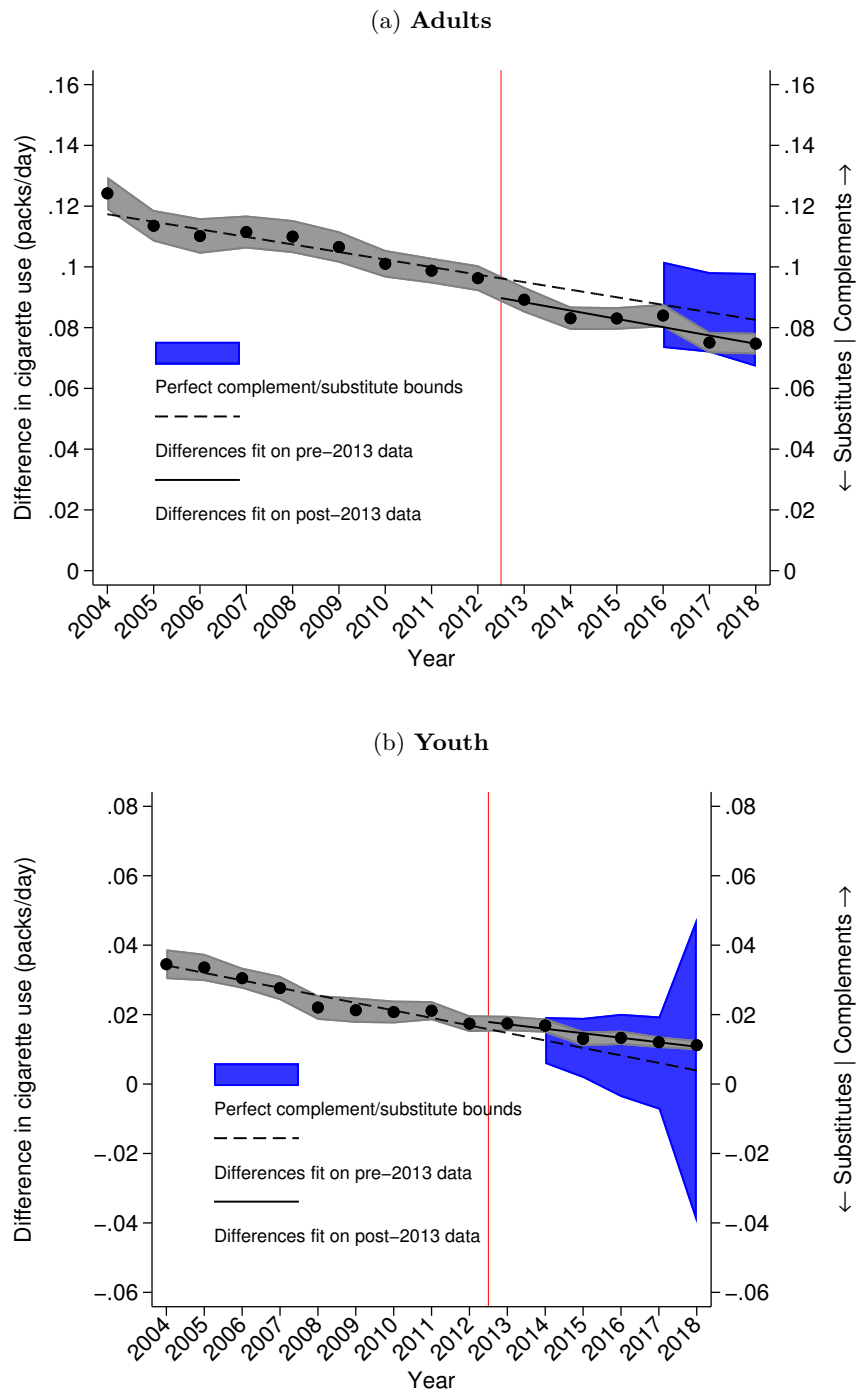 (a) Adults
.16
.14
.12
.1
.08
.06
.04
.02
0
.16
.14
.12
.1
.08
.06
.04
.02
0
Difference in cigarette use (packs/day)
← Substitutes | Complements →
Perfect complement/substitute bounds
Differences fit on pre−2013 data
Differences fit on post−2013 data
2004 2005 2006 2007 2008 2009 2010 2011 2012 2013 2014 2015 2016 2017 2018
Year
(b) Youth
.08
.06
.04
.02
0
−.02
−.04
−.06
.08
.06
.04
.02
0
−.02
−.04
−.06
Difference in cigarette use (packs/day)
← Substitutes | Complements →
Perfect complement/substitute bounds
Differences fit on pre−2013 data
Differences fit on post−2013 data
2004 2005 2006 2007 2008 2009 2010 2011 2012 2013 2014 2015 2016 2017 2018
Year